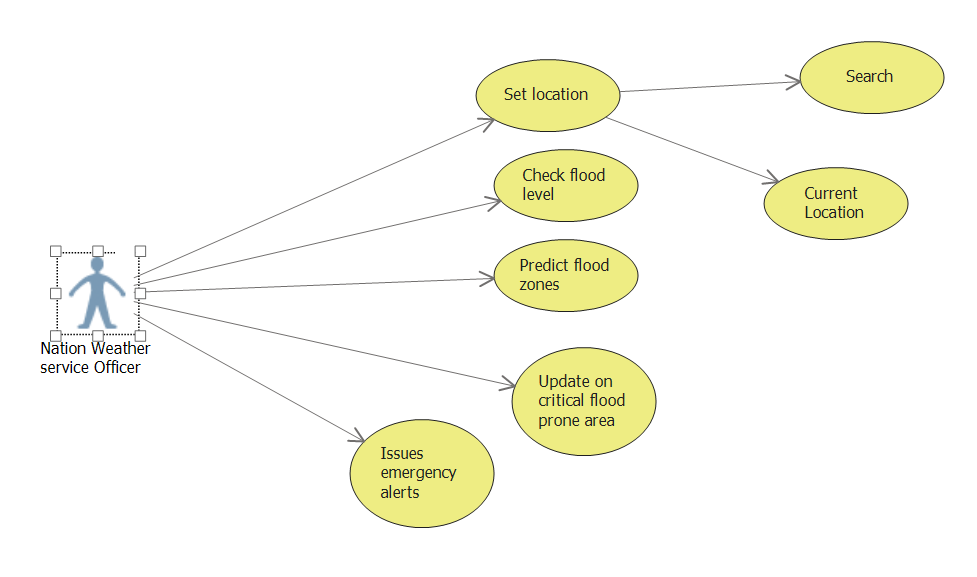 Set location
Search
Check flood
level
Current
Location
Predict flood
zones
Nation Weather
service Officer
Update on
critical flood
prone area
Issues
emergency
alerts